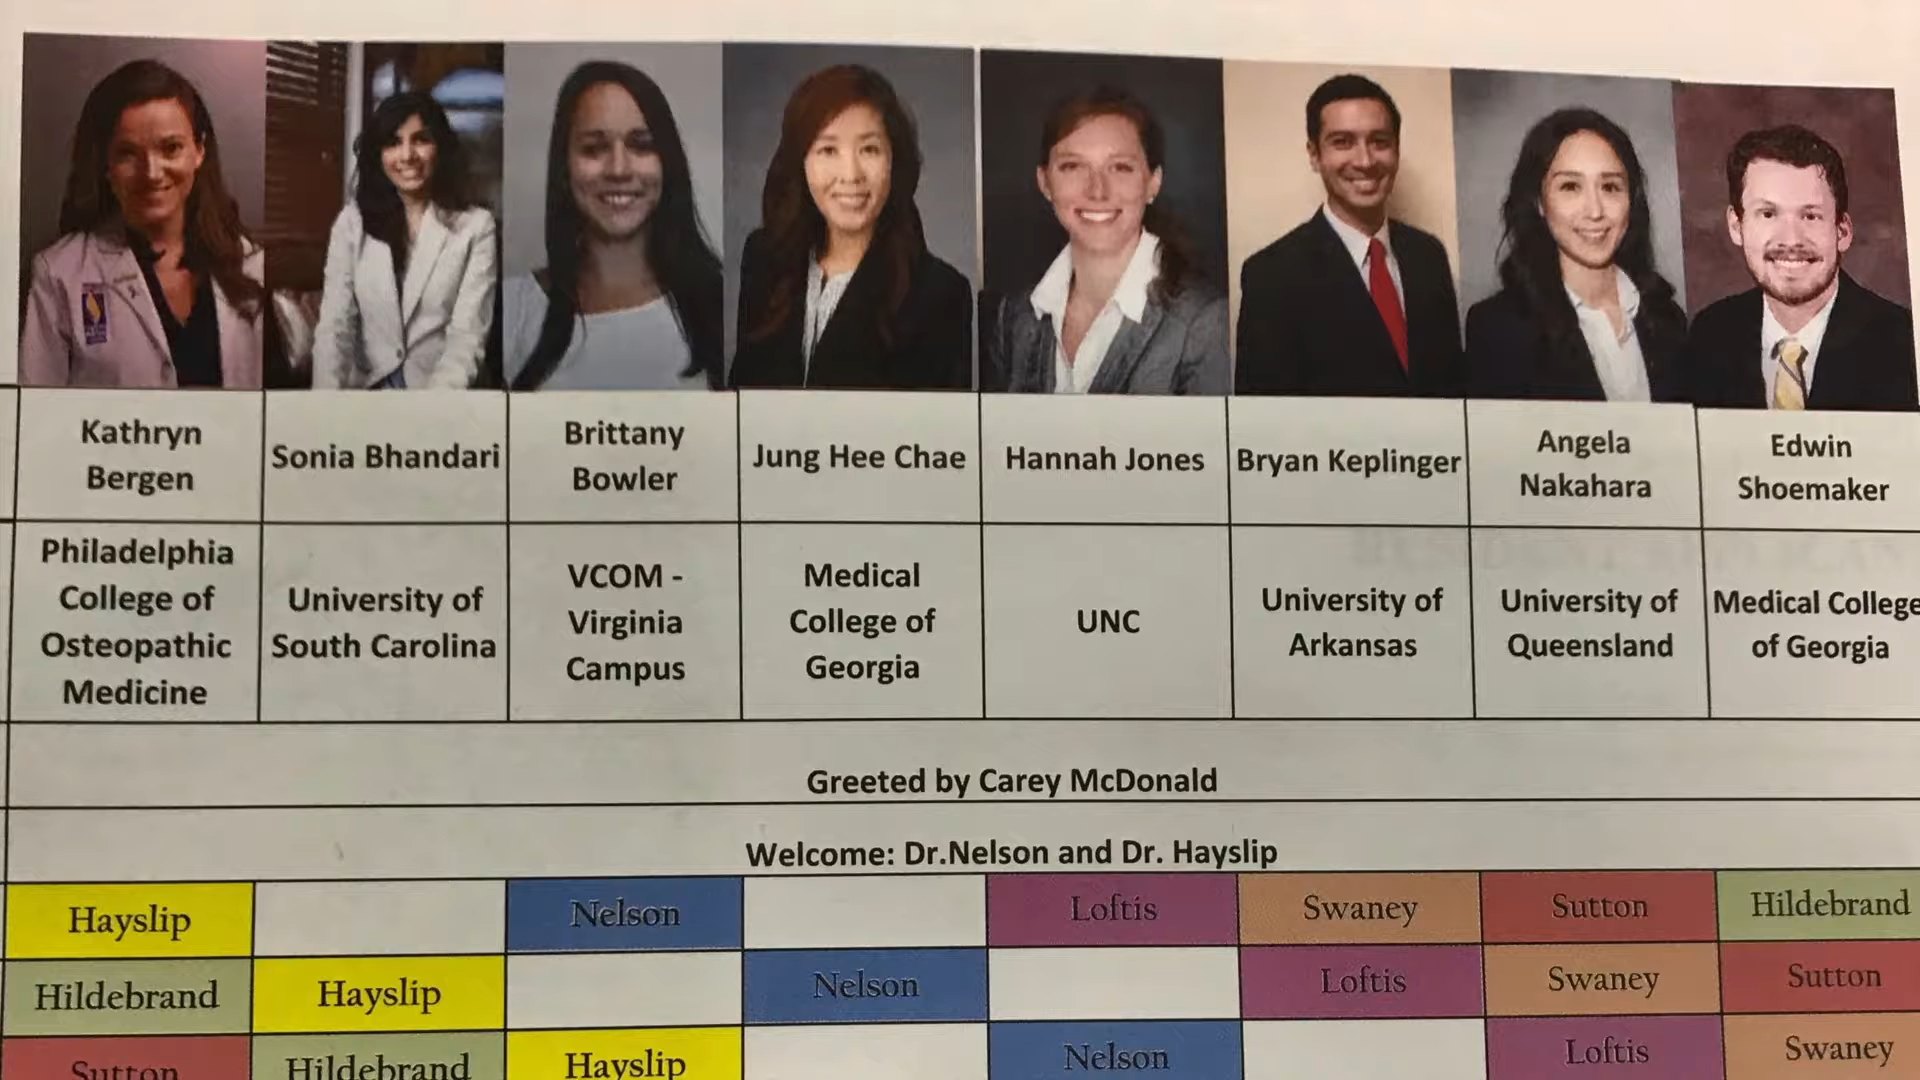 Kathryn
Bergen
Sonia Bhandari
Brittany
Bowler
Jung Hee Chae
Hannah Jones
Bryan Keplinger
Angela
Nakahara
Edwin
Shoemaker
Philadelphia
College of
Osteopathic
Medicine
University of
South Carolina
VCOM -
Virginia
Campus
Medical
College of
Georgia
UNC
University of
Arkansas
University of
Queensland
Medical College
of Georgia
Greeted by Carey McDonald
Welcome: Dr.Nelson and Dr. Hayslip
Hayslip
Nelson
Loftis
Swaney
Sutton
Hildebrand
Hildebrand
Hayslip
Nelson
Loftis
Swaney
Sutton
Sutton
Hildebrand
Hayslip
Nelson
Loftis
Swaney